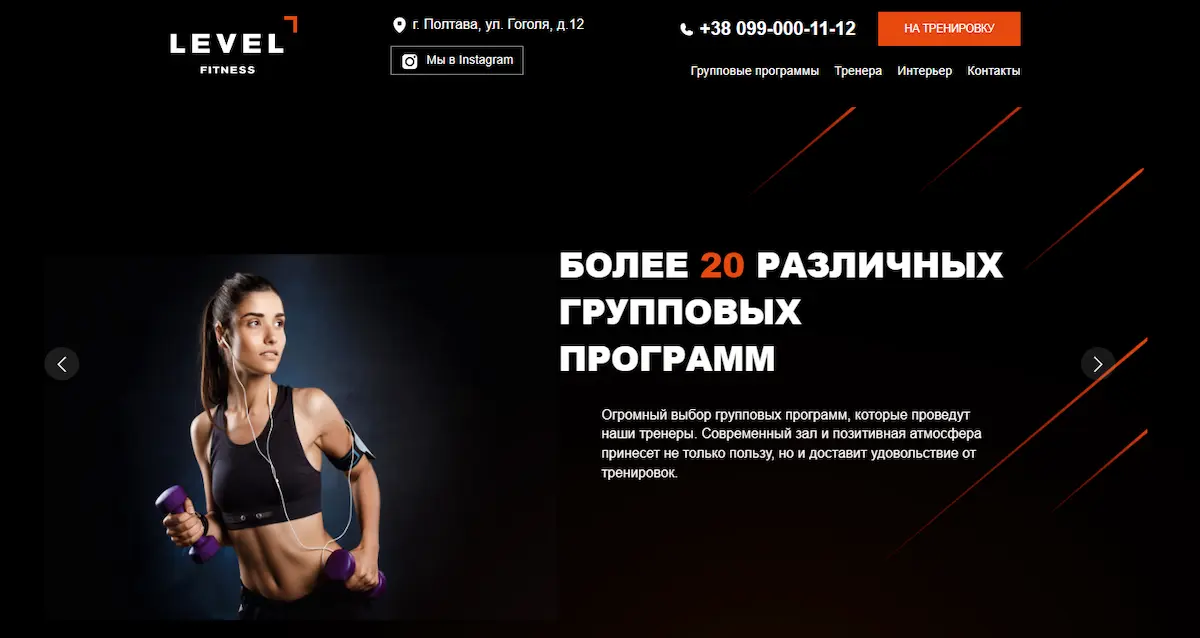 LEVEL
FITNESS
г. Полтава, ул. Гоголя, д.12
Мы в Instagram
+38 099-000-11-12
НА ТРЕНИРОВКУ
Групповые программы Тренера Интерьер Контакты
БОЛЕЕ 20 РАЗЛИЧНЫХ
ГРУППОВЫХ
ПРОГРАММ
Огромный выбор групповых программ, которые проведут
наши тренеры. Современный зал и позитивная атмосфера
принесет не только пользу, но и доставит удовольствие от
тренировок.